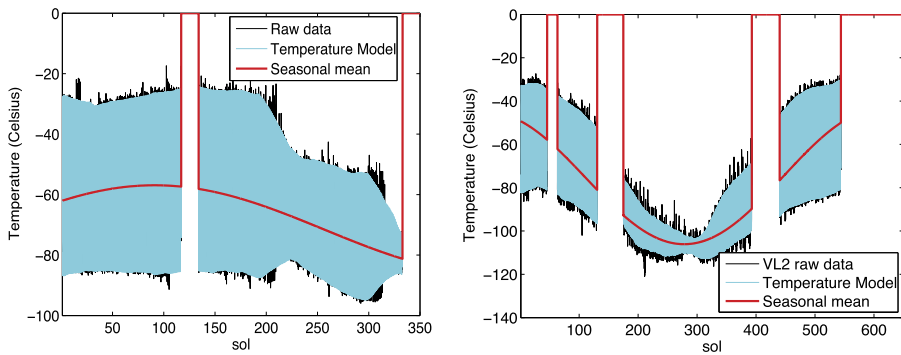 0
−20
−40
−60
−80
−100
Temperature (Celsius)
50
100
150
200
250
300
350
sol
Raw data
Temperature Model
Seasonal mean
0
−20
−40
−60
−80
−100
−120
−140
Temperature (Celsius)
100
200
300
400
500
600
sol
VL2 raw data
Temperature Model
Seasonal mean